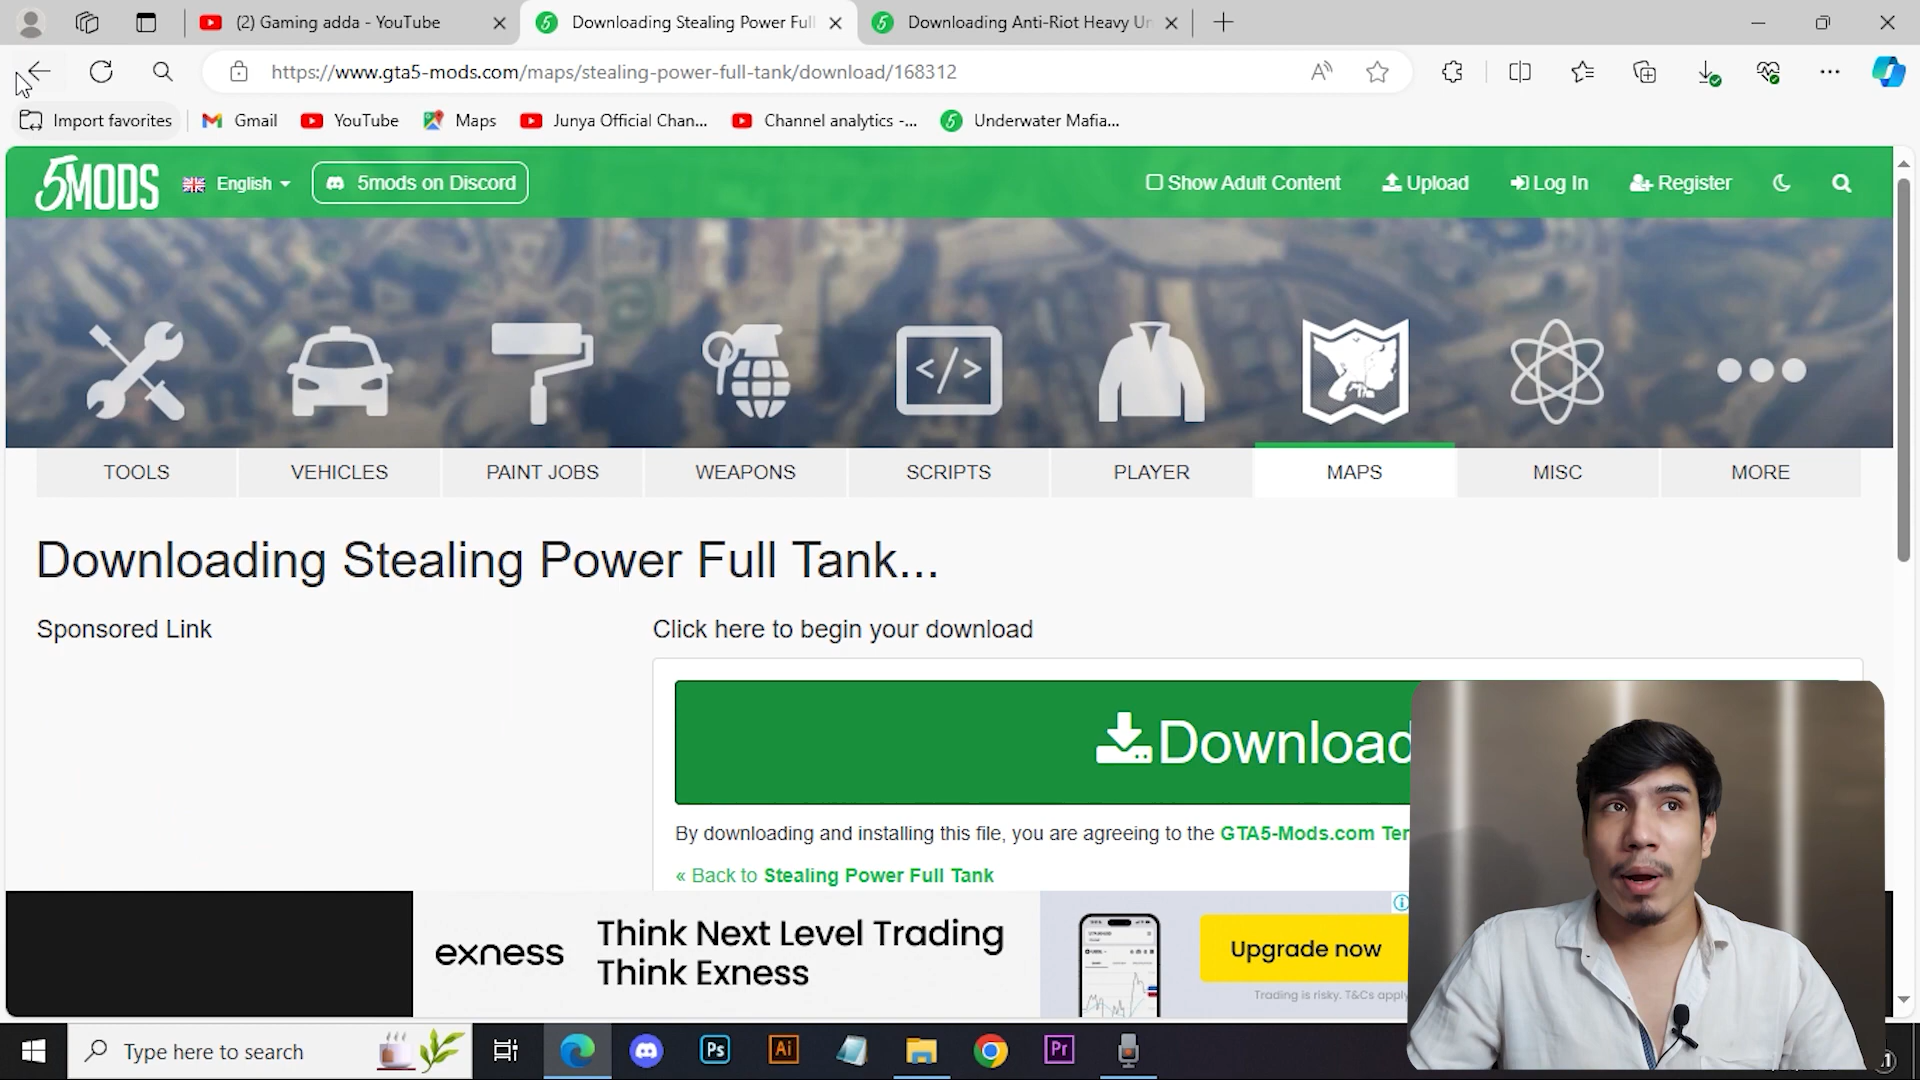 (2) Gaming adda - YouTube
Downloading Stealing Power Full
Downloading Anti-Riot Heavy Un
https://www.gta5-mods.com/maps/stealing-power-full-tank/download/168312
Import favorites
Gmail
YouTube
Maps
Junya Official Chan...
Channel analytics -...
Underwater Mafia...
5MODS
English
5mods on Discord
Show Adult Content
Upload
Log In
Register
TOOLS
VEHICLES
PAINT JOBS
WEAPONS
SCRIPTS
PLAYER
MAPS
MISC
MORE
Downloading Stealing Power Full Tank...
Sponsored Link
Click here to begin your download
Download
By downloading and installing this file, you are agreeing to the GTA5-Mods.com Ter
« Back to Stealing Power Full Tank
exness
Think Next Level Trading
Think Exness
Upgrade now
Trading is risky. T&Cs apply
Type here to search
Ps
Ai
Pr